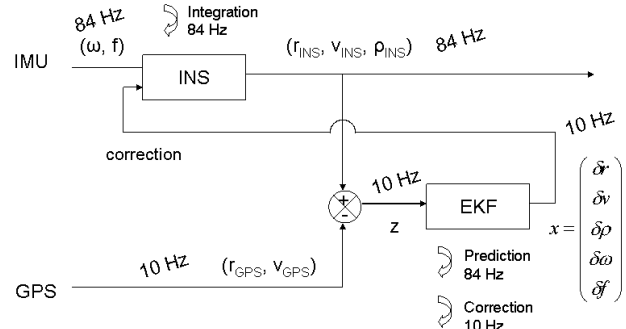 84 Hz
Integration
84 Hz
IMU
(ω, f)
INS
(r_INS, v_INS, ρ_INS)
84 Hz
correction
10 Hz
+
-
10 Hz
z
EKF
x = (δr
δv
δρ
δω
δf)
GPS
10 Hz
(r_GPS, v_GPS)
Prediction
84 Hz
Correction
10 Hz